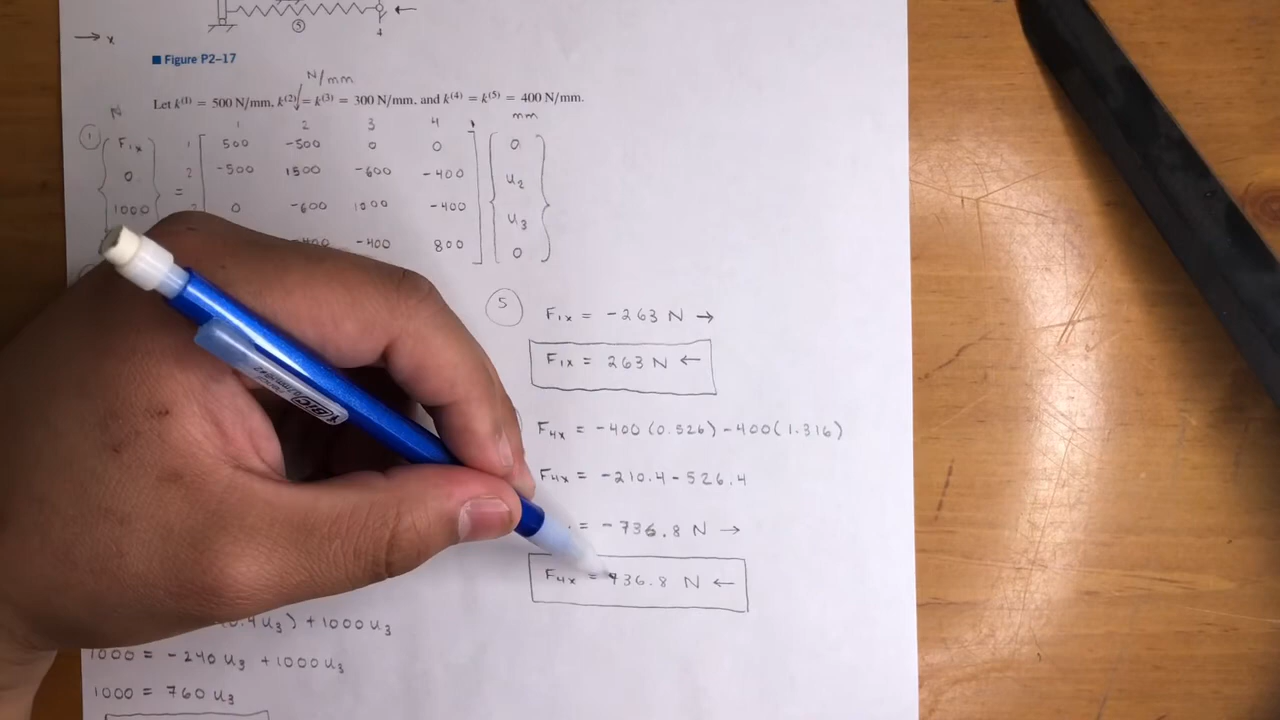 5
4
x
Figure P2–17
N/mm
Let k(1) = 500 N/mm, k(2) = k(3) = 300 N/mm, and k(4) = k(5) = 400 N/mm.
N
mm
1 2 3 4
1
F1x 1 500 -500 0 0 0
0 2 -500 1500 -600 -400 u2
=
1000 0 -600 1000 -400 u3
-400 -400 800 0
5
F1x = -263 N →
F1x = 263 N ←
F4x = -400(0.526) - 400(1.316)
F4x = -210.4 - 526.4
= -736.8 N →
F4x = 736.8 N ←
.4 u3) + 1000 u3
1000 = -240 u3 + 1000 u3
1000 = 760 u3
BIC